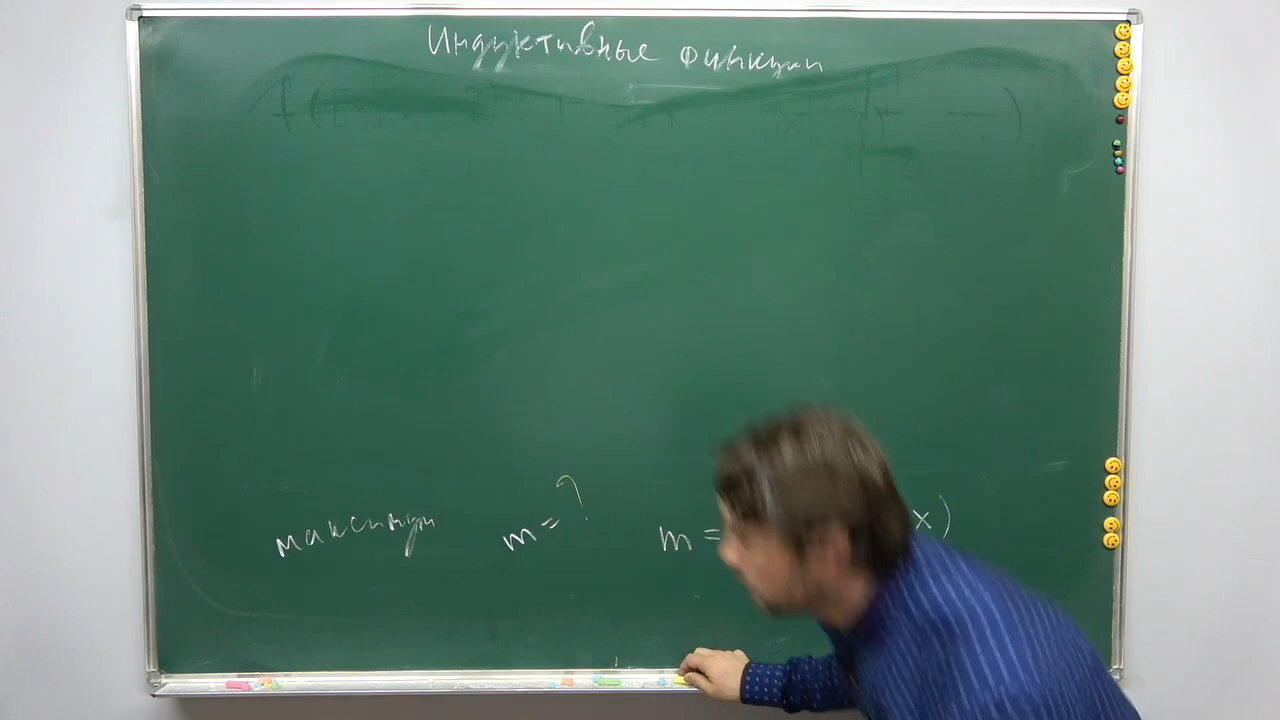 Индуктивные функции
максимум m = ? m = x)